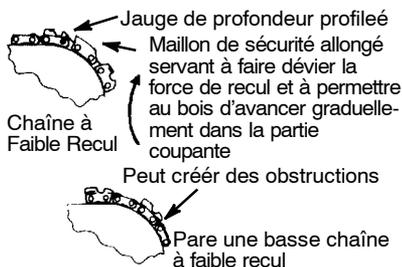 Jauge de profondeur profileé
Maillon de sécurité allongé
servant à faire dévier la
force de recul et à permettre
au bois d’avancer graduelle-
ment dans la partie
coupante
Chaîne à
Faible Recul
Peut créér des obstructions
Pare une basse chaîne
à faible recul